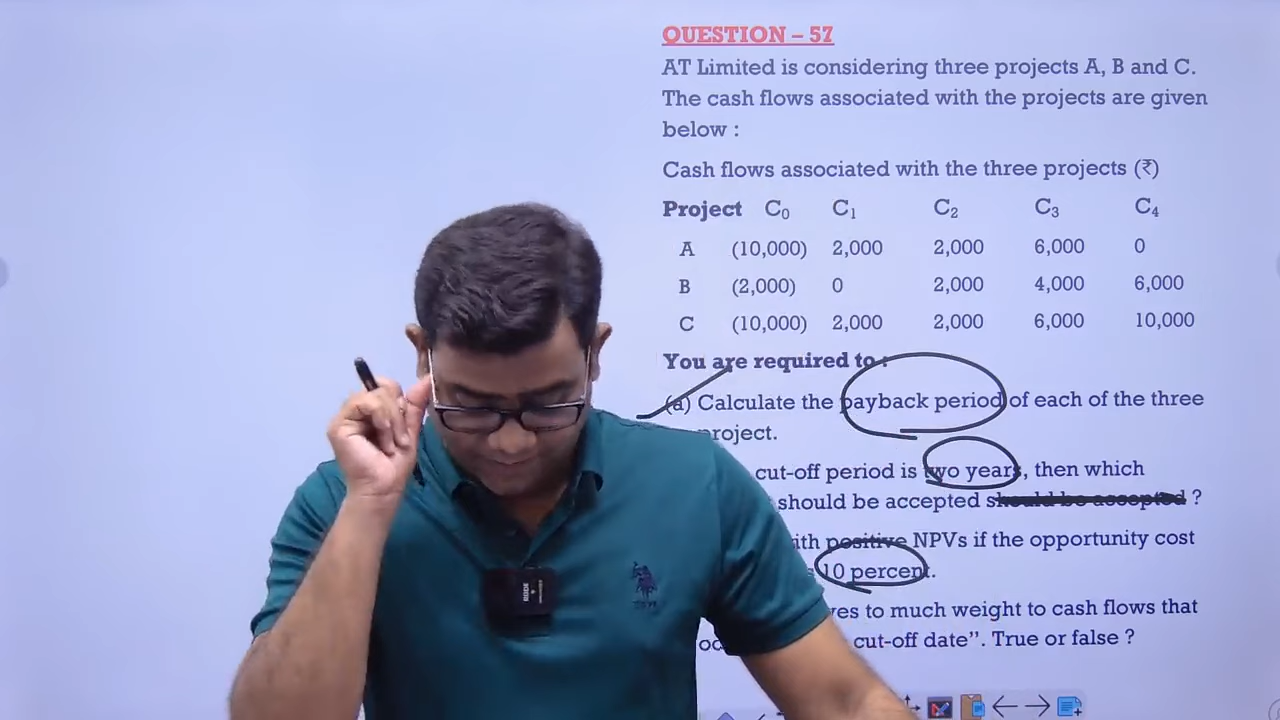 QUESTION – 57
AT Limited is considering three projects A, B and C.
The cash flows associated with the projects are given
below :
Cash flows associated with the three projects (₹)
Project C₀ C₁ C₂ C₃ C₄
A (10,000) 2,000 2,000 6,000 0
B (2,000) 0 2,000 4,000 6,000
C (10,000) 2,000 2,000 6,000 10,000
You are required to :
(a) Calculate the payback period of each of the three
project.
cut-off period is two years, then which
should be accepted should be accepted ?
ith positive NPVs if the opportunity cost
10 percent.
ves to much weight to cash flows that
oc cut-off date”. True or false ?
RODE